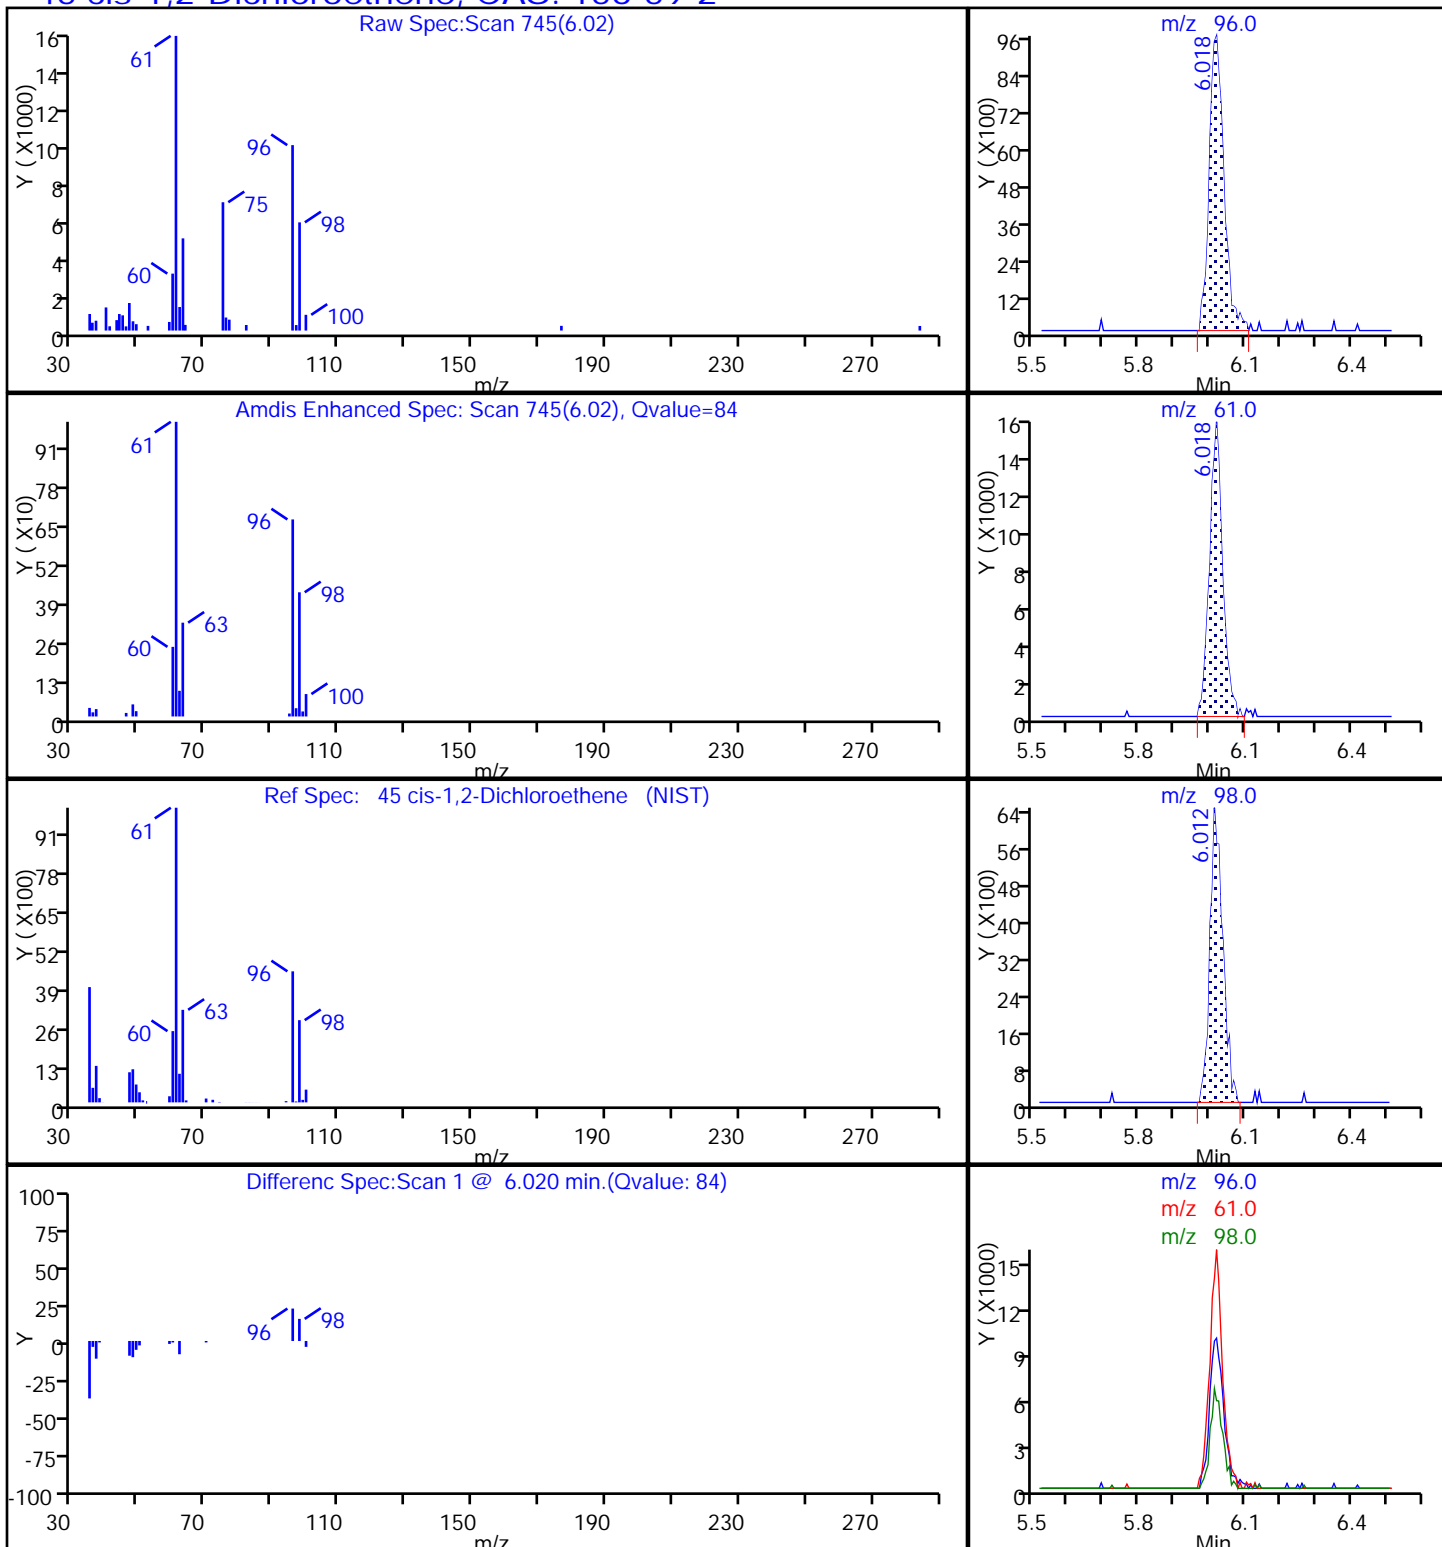 Raw Spec:Scan 745(6.02)
Y ( X1000)
16
14
12
10
8
6
4
2
0
61
96
75
98
60
100
30 70 110 150 190 230 270
m/z
m/z 96.0
Y ( X100)
96
84
72
60
48
36
24
12
0
6.018
5.5 5.8 6.1 6.4
Min
Amdis Enhanced Spec: Scan 745(6.02), Qvalue=84
Y ( X10)
91
78
65
52
39
26
13
0
61
96
98
63
60
100
30 70 110 150 190 230 270
m/z
m/z 61.0
Y ( X1000)
16
14
12
10
8
6
4
2
0
6.018
5.5 5.8 6.1 6.4
Min
Ref Spec: 45 cis-1,2-Dichloroethene (NIST)
Y ( X100)
91
78
65
52
39
26
13
0
61
96
63
98
60
30 70 110 150 190 230 270
m/z
m/z 98.0
Y ( X100)
64
56
48
40
32
24
16
8
0
6.012
5.5 5.8 6.1 6.4
Min
Differenc Spec:Scan 1 @ 6.020 min.(Qvalue: 84)
Y
100
75
50
25
0
-25
-50
-75
-100
96
98
30 70 110 150 190 230 270
m/z
m/z 96.0
m/z 61.0
m/z 98.0
Y ( X1000)
15
12
9
6
3
0
5.5 5.8 6.1 6.4
Min